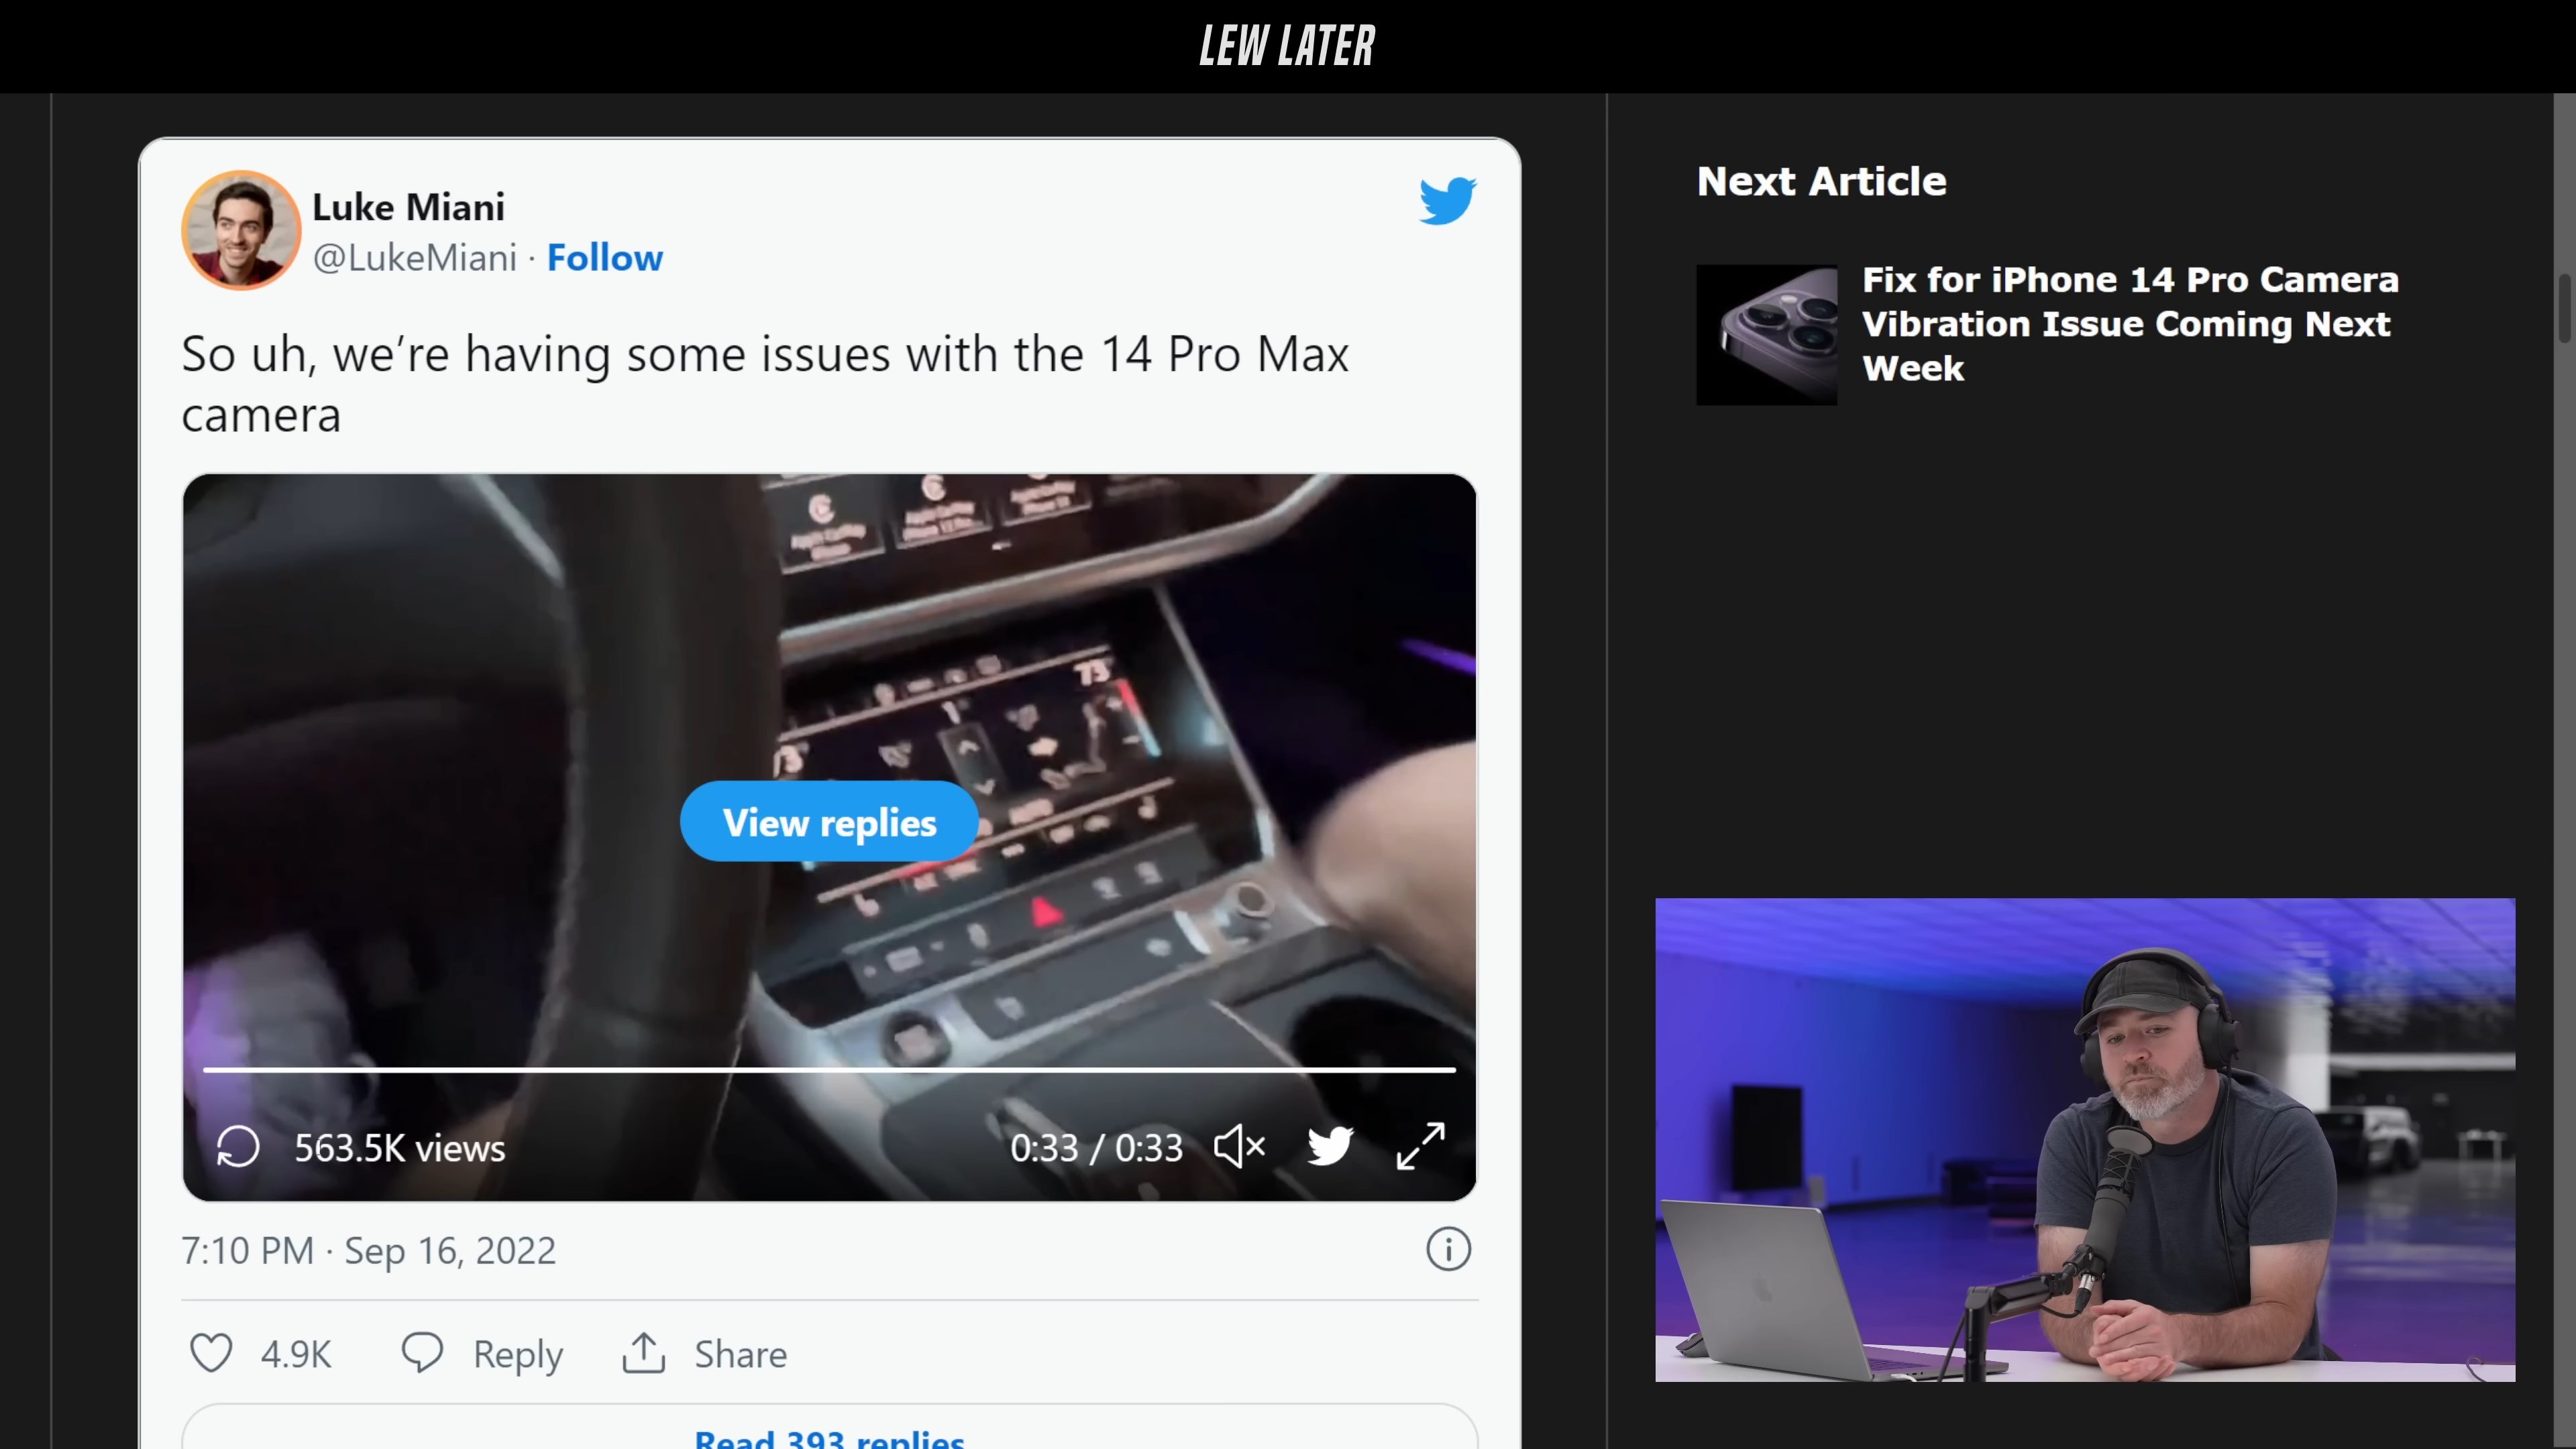 LEW LATER
Luke Miani
@LukeMiani · Follow
So uh, we’re having some issues with the 14 Pro Max
camera
73
View replies
563.5K views
0:33 / 0:33
7:10 PM · Sep 16, 2022
4.9K
Reply
Share
Read 393 replies
Next Article
Fix for iPhone 14 Pro Camera
Vibration Issue Coming Next
Week